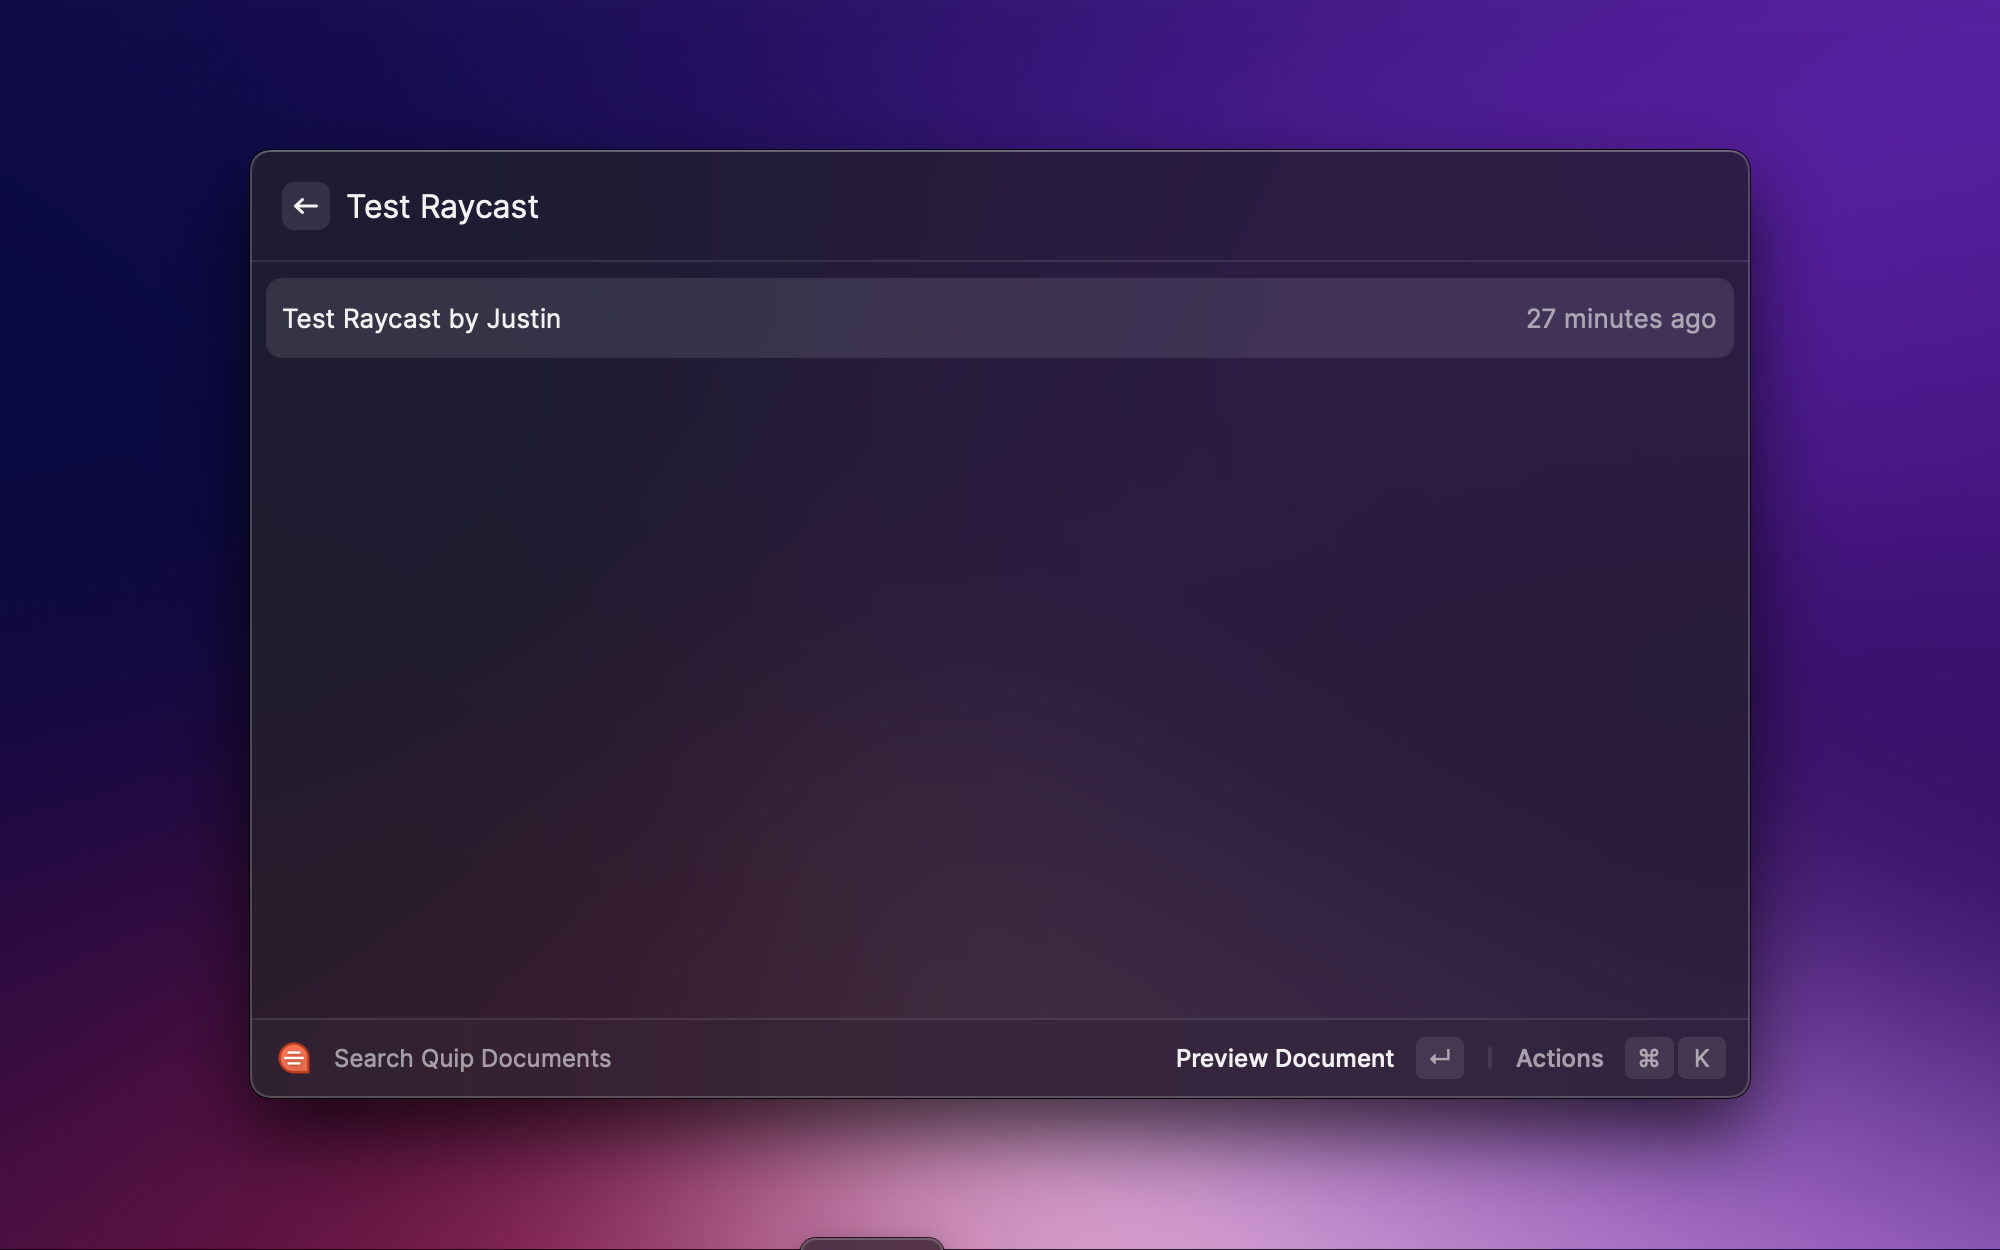 Test Raycast
Test Raycast by Justin 27 minutes ago
Search Quip Documents Preview Document ↵ Actions ⌘ K